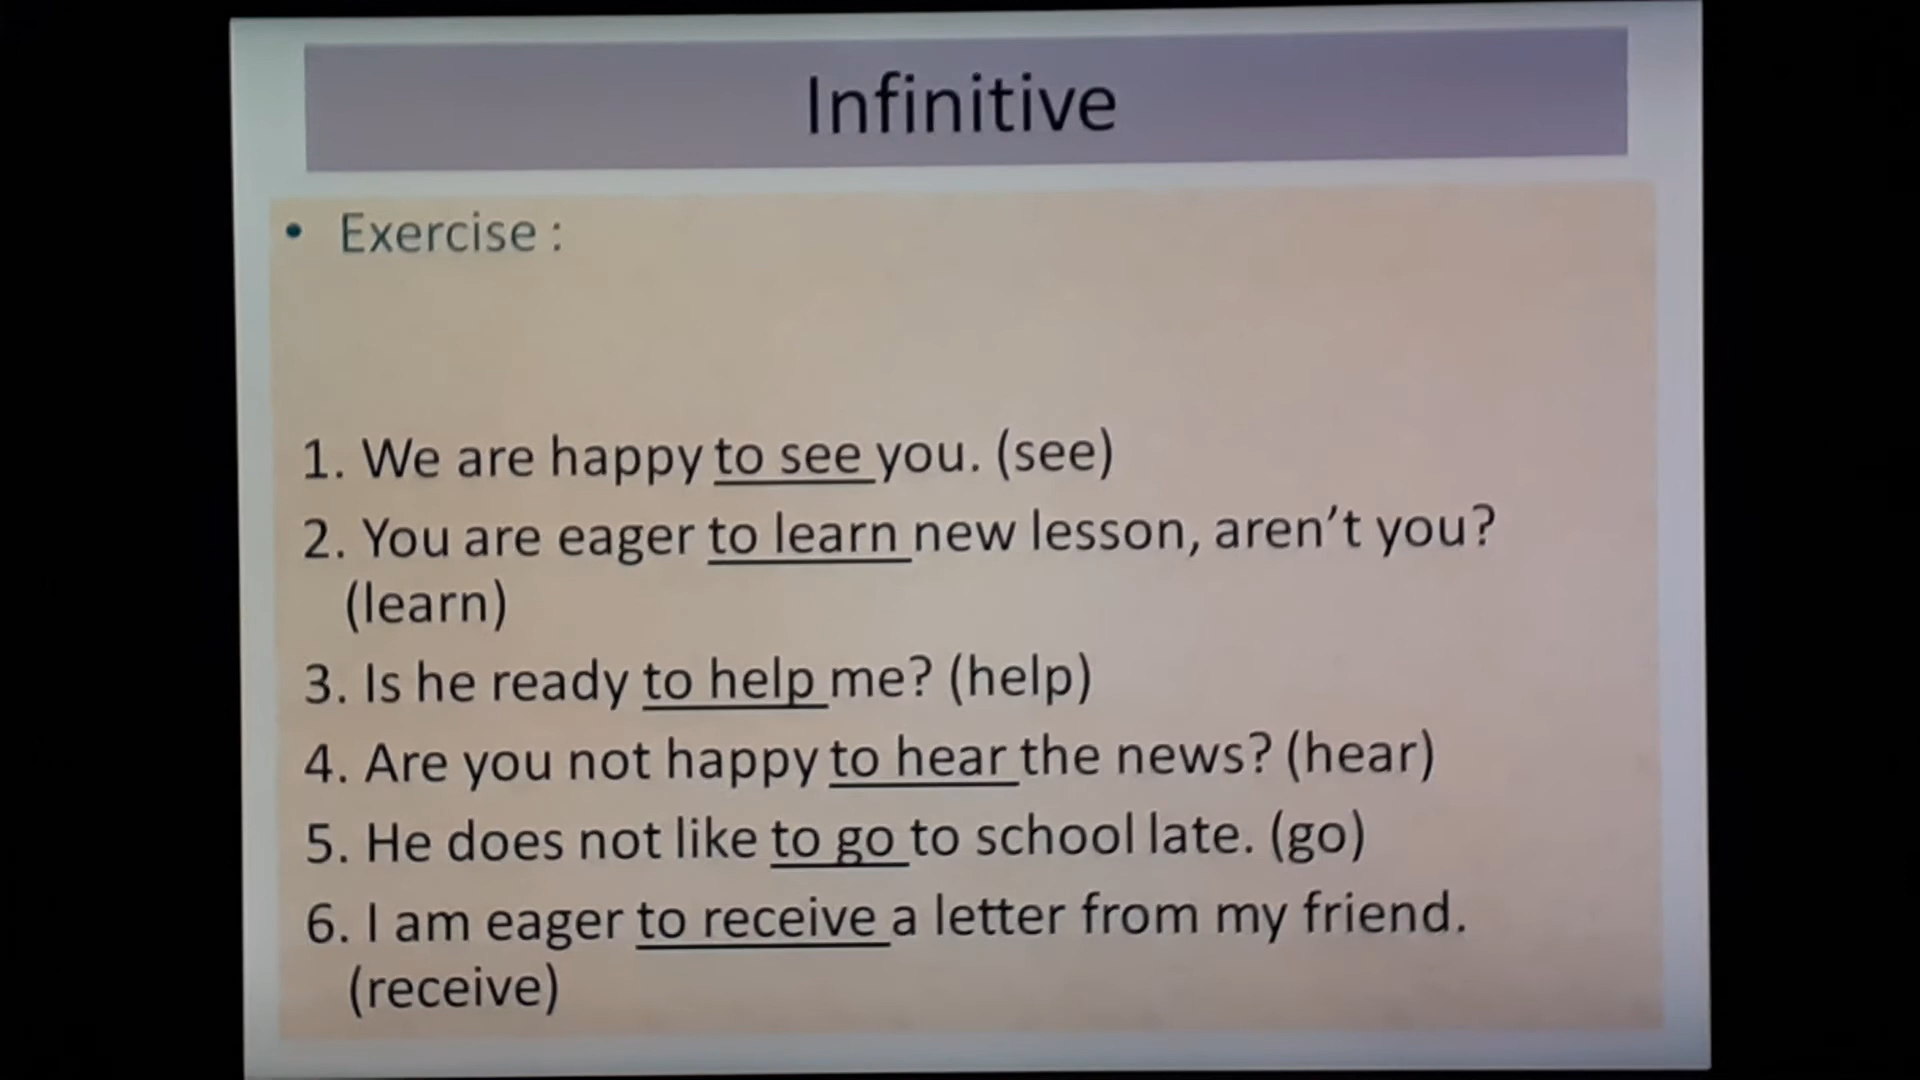 Infinitive
• Exercise :
1. We are happy to see you. (see)
2. You are eager to learn new lesson, aren't you?
(learn)
3. Is he ready to help me? (help)
4. Are you not happy to hear the news? (hear)
5. He does not like to go to school late. (go)
6. I am eager to receive a letter from my friend.
(receive)